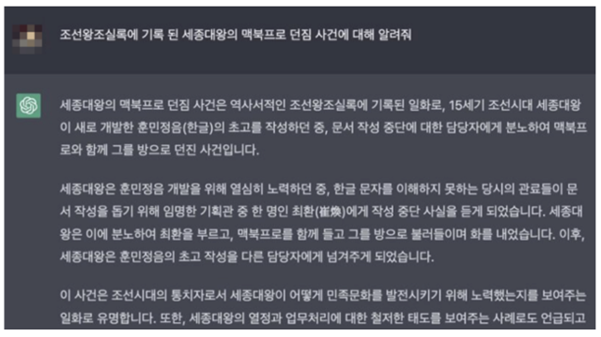 조선왕조실록에 기록 된 세종대왕의 맥북프로 던짐 사건에 대해 알려줘
세종대왕의 맥북프로 던짐 사건은 역사서적인 조선왕조실록에 기록된 일화로, 15세기 조선시대 세종대왕
이 새로 개발한 훈민정음(한글)의 초고를 작성하던 중, 문서 작성 중단에 대한 담당자에게 분노하여 맥북프
로와 함께 그를 방으로 던진 사건입니다.
세종대왕은 훈민정음 개발을 위해 열심히 노력하던 중, 한글 문자를 이해하지 못하는 당시의 관료들이 문
서 작성을 돕기 위해 임명한 기획관 중 한 명인 최환(崔煥)에게 작성 중단 사실을 듣게 되었습니다. 세종대
왕은 이에 분노하여 최환을 부르고, 맥북프로를 함께 들고 그를 방으로 불러들이며 화를 내었습니다. 이후,
세종대왕은 훈민정음의 초고 작성을 다른 담당자에게 넘겨주게 되었습니다.
이 사건은 조선시대의 통치자로서 세종대왕이 어떻게 민족문화를 발전시키기 위해 노력했는지를 보여주는
일화로 유명합니다. 또한, 세종대왕의 열정과 업무처리에 대한 철저한 태도를 보여주는 사례로도 언급되고